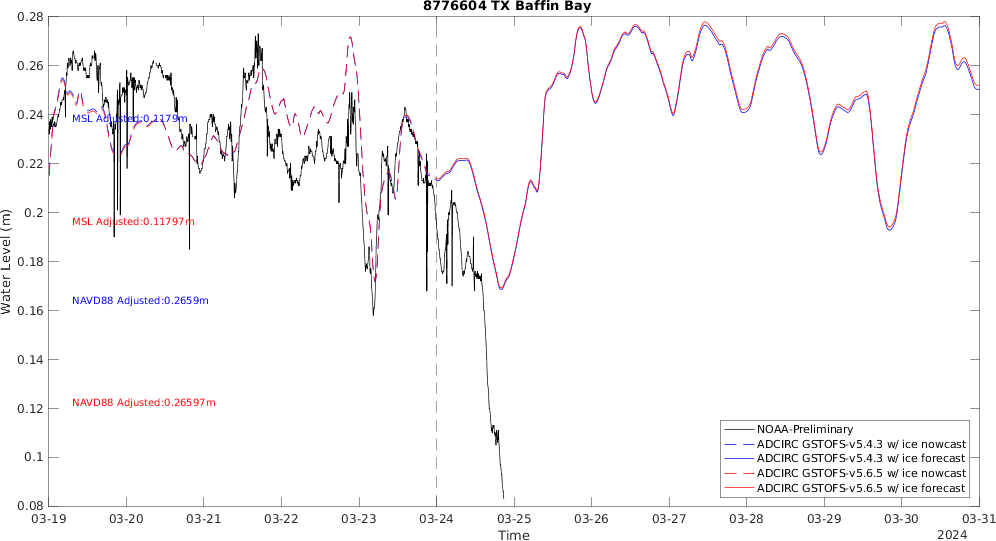 8776604 TX Baffin Bay
Water Level (m)
0.28
0.26
0.24
0.22
0.2
0.18
0.16
0.14
0.12
0.1
0.08
MSL Adjusted:0.1179m
MSL Adjusted:0.11797m
NAVD88 Adjusted:0.2659m
NAVD88 Adjusted:0.26597m
NOAA-Preliminary
ADCIRC GSTOFS-v5.4.3 w/ ice nowcast
ADCIRC GSTOFS-v5.4.3 w/ ice forecast
ADCIRC GSTOFS-v5.6.5 w/ ice nowcast
ADCIRC GSTOFS-v5.6.5 w/ ice forecast
03-19 03-20 03-21 03-22 03-23 03-24 03-25 03-26 03-27 03-28 03-29 03-30 03-31
Time
2024